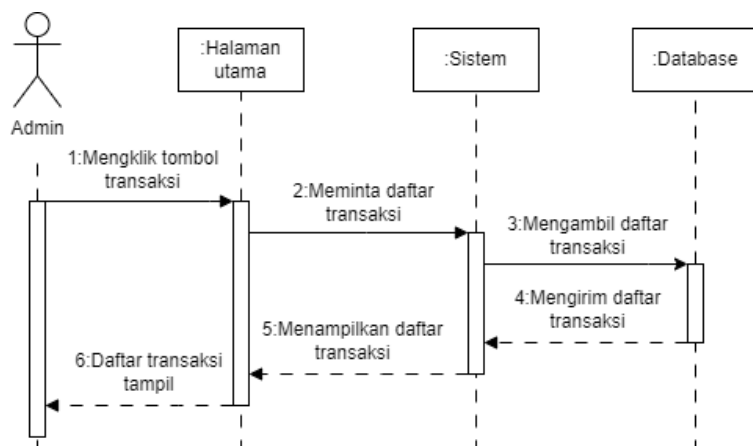 :Halaman
utama
:Sistem
:Database
Admin
1:Mengklik tombol
transaksi
2:Meminta daftar
transaksi
3:Mengambil daftar
transaksi
4:Mengirim daftar
transaksi
5:Menampilkan daftar
transaksi
6:Daftar transaksi
tampil